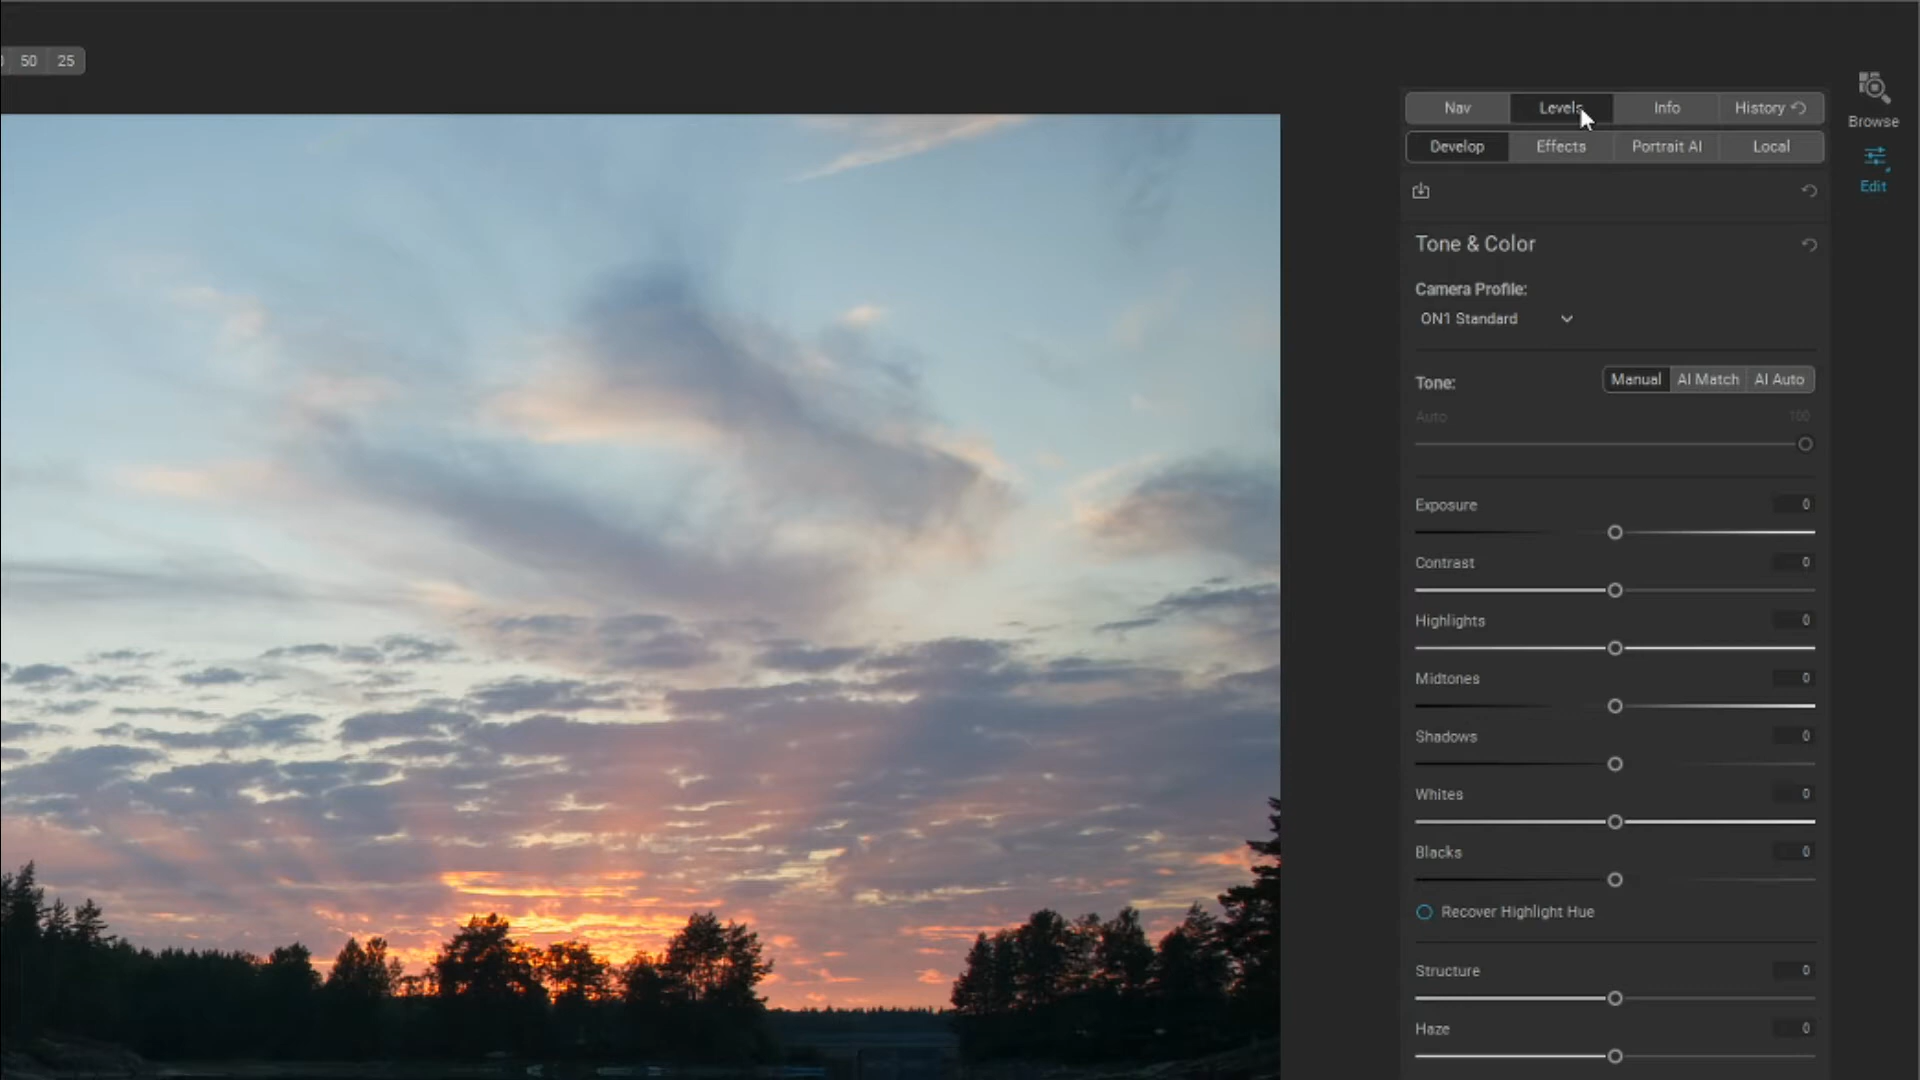 50 25
Nav Levels Info History
Browse
Develop Effects Portrait AI Local
Edit
Tone & Color
Camera Profile:
ON1 Standard
Tone: Manual AI Match AI Auto
Auto 100
Exposure 0
Contrast 0
Highlights 0
Midtones 0
Shadows 0
Whites 0
Blacks 0
Recover Highlight Hue
Structure 0
Haze 0